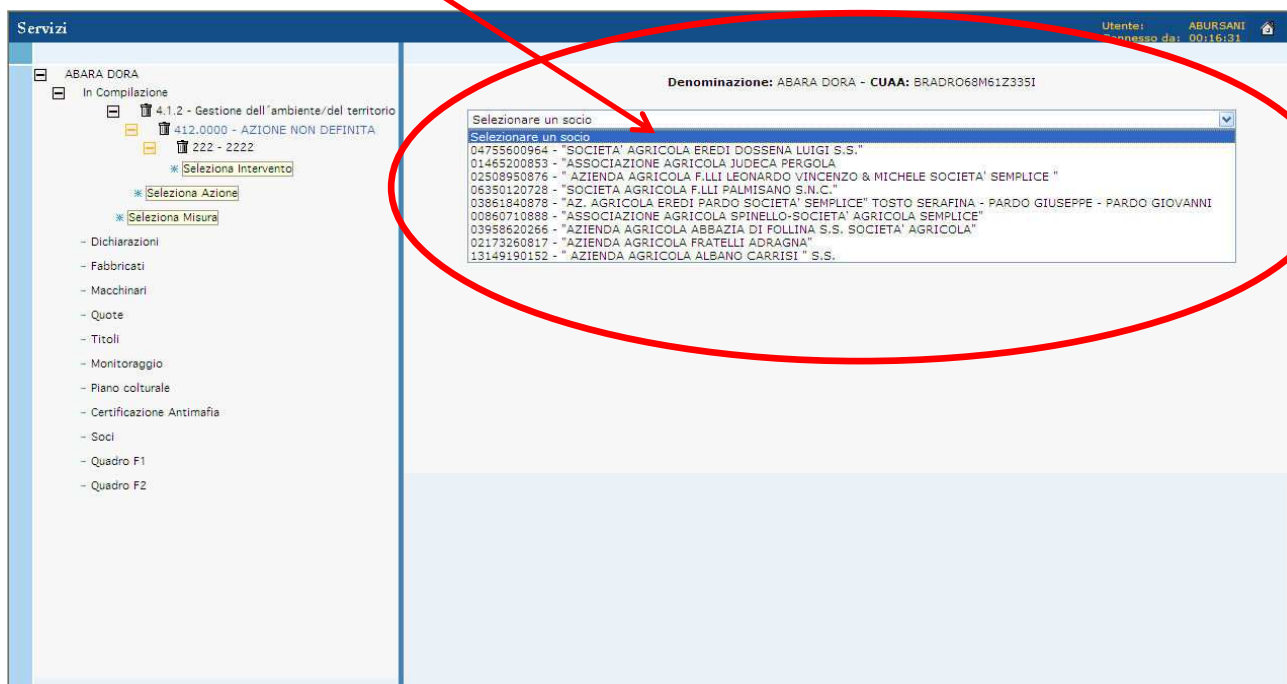 Servizi
Utente: ABURSANI
Connesso da: 00:16:31
ABARA DORA
In Compilazione
4.1.2 - Gestione dell´ambiente/del territorio
412.0000 - AZIONE NON DEFINITA
222 - 2222
Seleziona Intervento
Seleziona Azione
Seleziona Misura
- Dichiarazioni
- Fabbricati
- Macchinari
- Quote
- Titoli
- Monitoraggio
- Piano colturale
- Certificazione Antimafia
- Soci
- Quadro F1
- Quadro F2
Denominazione: ABARA DORA - CUAA: BRADRO68M61Z335I
Selezionare un socio
Selezionare un socio
04755600964 - "SOCIETA' AGRICOLA EREDI DOSSENA LUIGI S.S."
01465200853 - "ASSOCIAZIONE AGRICOLA JUDECA PERGOLA
02508950876 - " AZIENDA AGRICOLA F.LLI LEONARDO VINCENZO & MICHELE SOCIETA' SEMPLICE "
06350120728 - "SOCIETA AGRICOLA F.LLI PALMISANO S.N.C."
03861840878 - "AZ. AGRICOLA EREDI PARDO SOCIETA' SEMPLICE" TOSTO SERAFINA - PARDO GIUSEPPE - PARDO GIOVANNI
00860710888 - "ASSOCIAZIONE AGRICOLA SPINELLO-SOCIETA' AGRICOLA SEMPLICE"
03958620266 - "AZIENDA AGRICOLA ABBAZIA DI FOLLINA S.S. SOCIETA' AGRICOLA"
02173260817 - "AZIENDA AGRICOLA FRATELLI ADRAGNA"
13149190152 - " AZIENDA AGRICOLA ALBANO CARRISI " S.S.